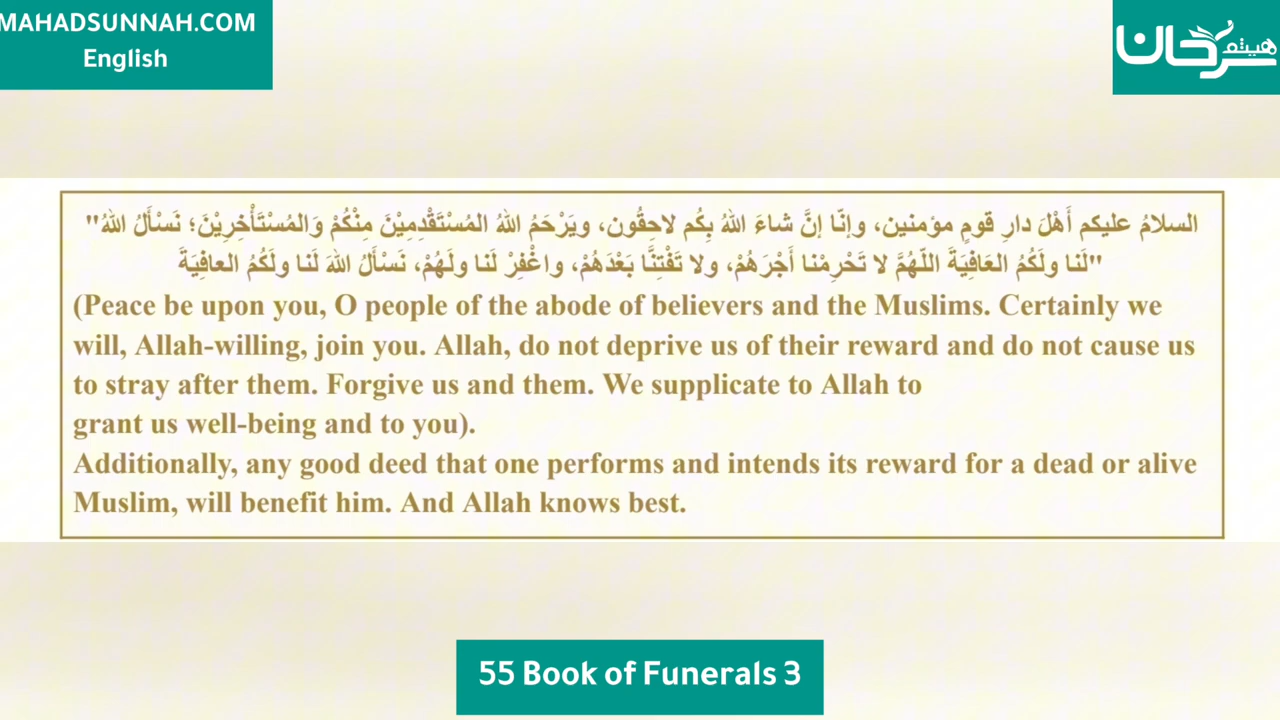 MAHADSUNNAH.COM
English
هيثم سرحان
السلامُ عليكم أَهْلَ دارِ قومٍ مؤمنين، وإنّا إنَّ شاءَ اللهُ بِكُم لاحِقُون، ويَرْحَمُ اللهُ المُسْتَقْدِمِيْنَ مِنْكُمْ وَالمُسْتَأْخِرِيْنَ؛ نَسْأَلُ اللهُ"
"لَنا ولَكُمُ العَافِيَةَ اللّهُمَّ لا تَحْرِمْنا أَجْرَهُمْ، ولا تَفْتِنَّا بَعْدَهُمْ، واغْفِرْ لَنا ولَهُمْ، نَسْأَلُ اللهَ لَنا ولَكُمُ العافِيَةَ
(Peace be upon you, O people of the abode of believers and the Muslims. Certainly we
will, Allah-willing, join you. Allah, do not deprive us of their reward and do not cause us
to stray after them. Forgive us and them. We supplicate to Allah to
grant us well-being and to you).
Additionally, any good deed that one performs and intends its reward for a dead or alive
Muslim, will benefit him. And Allah knows best.
55 Book of Funerals 3